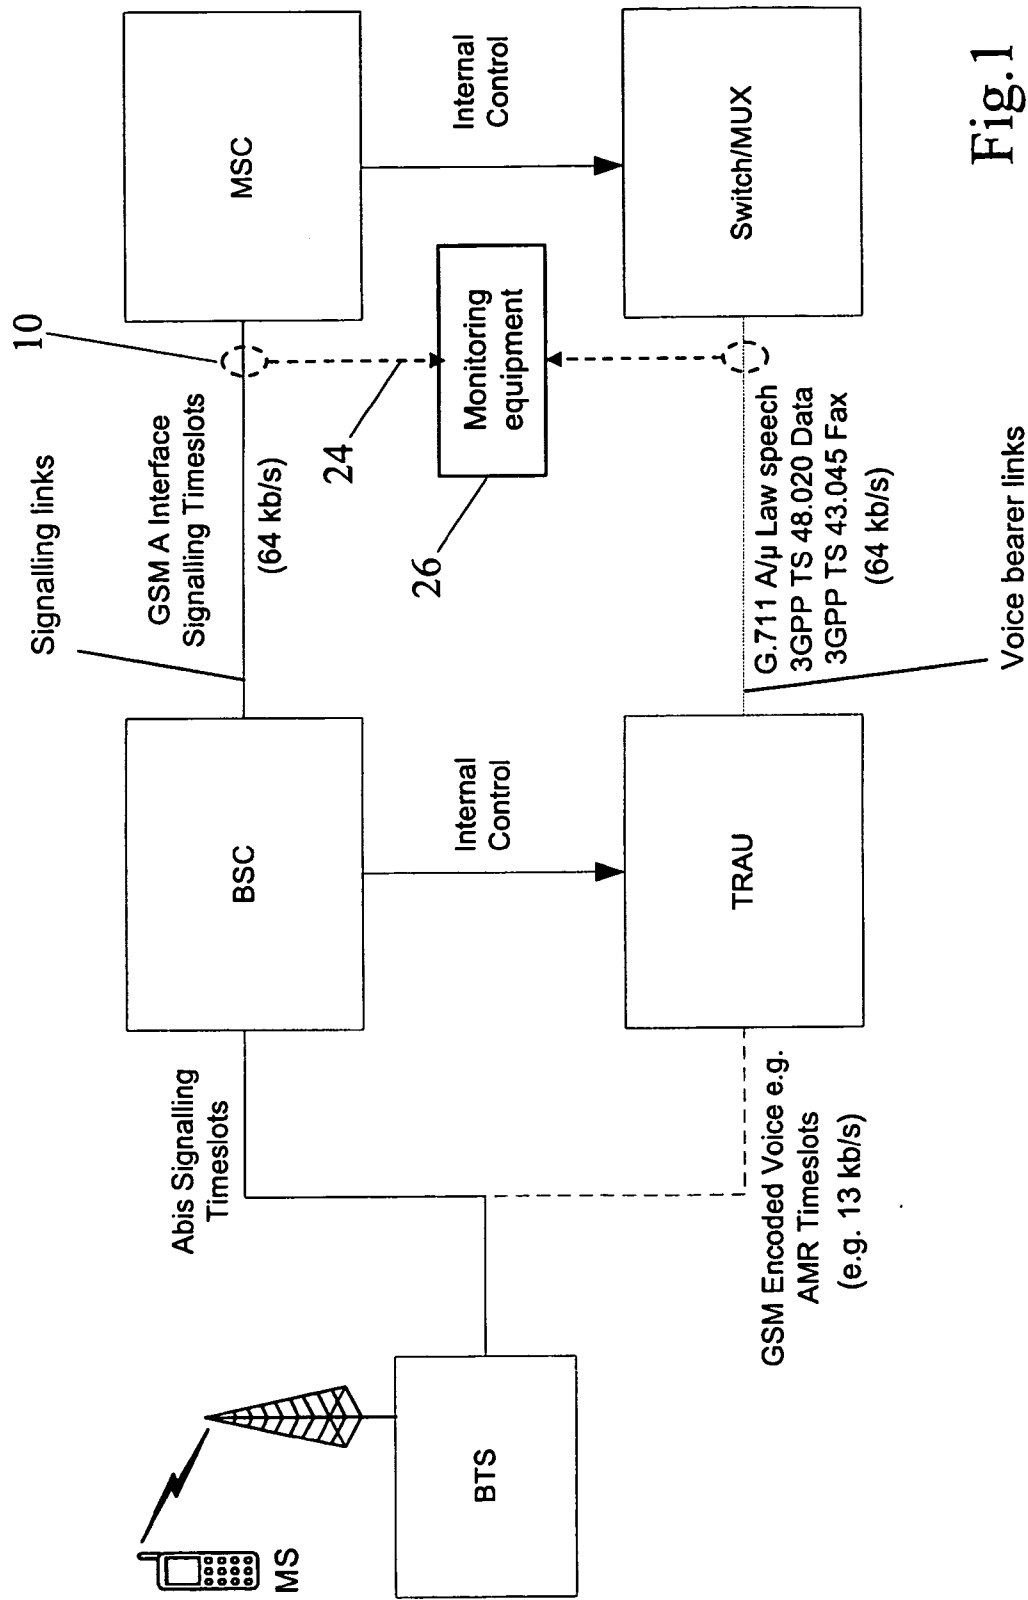 Signalling links
10
GSM A Interface
Signalling Timeslots
(64 kb/s)
Abis Signalling
Timeslots
MS
BTS
BSC
MSC
24
26
Monitoring
equipment
Internal
Control
Internal
Control
TRAU
Switch/MUX
GSM Encoded Voice e.g.
AMR Timeslots
(e.g. 13 kb/s)
G.711 A/µ Law speech
3GPP TS 48.020 Data
3GPP TS 43.045 Fax
(64 kb/s)
Voice bearer links
Fig.1